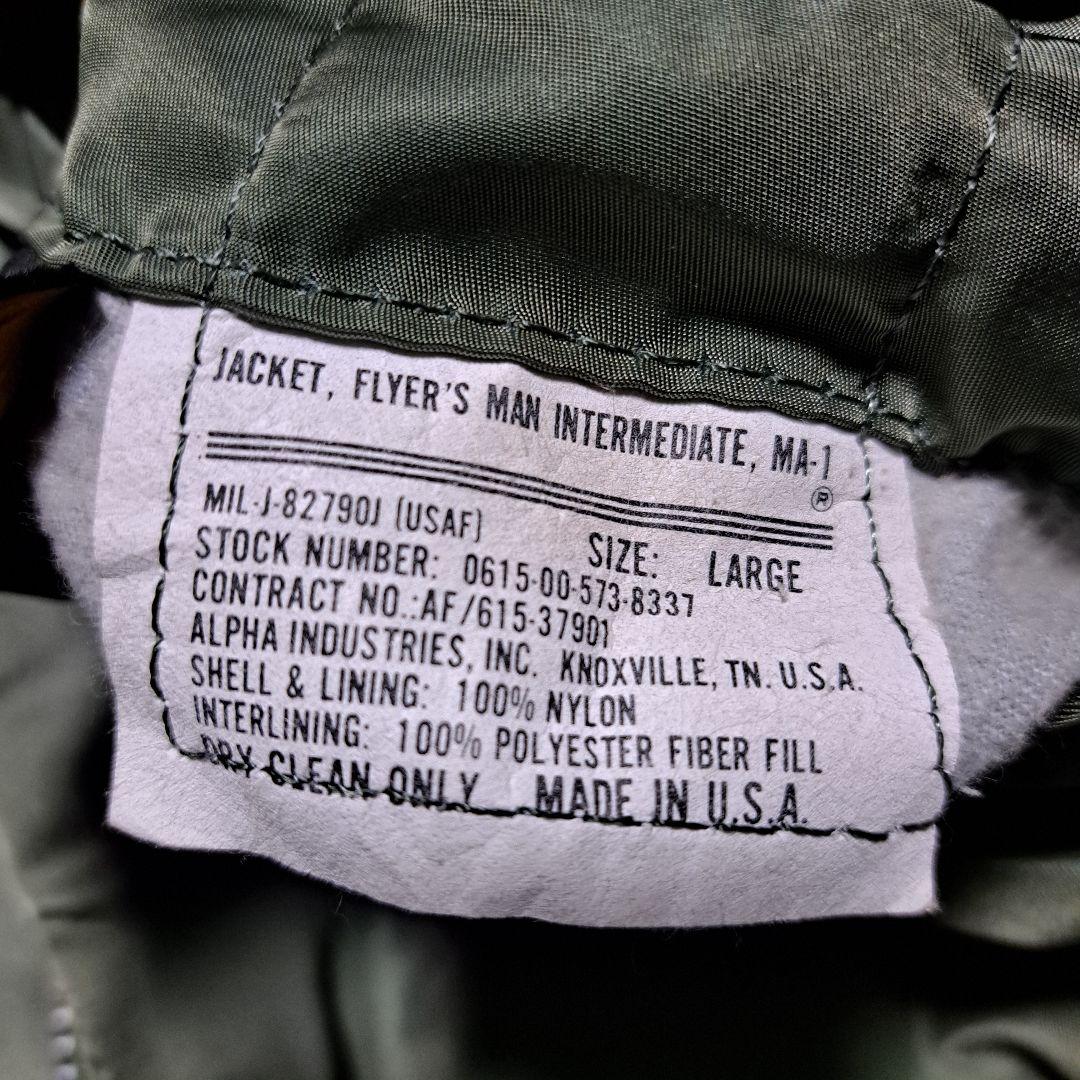 JACKET, FLYER'S MAN INTERMEDIATE, MA-1
®
MIL-J-82790J (USAF)
SIZE: LARGE
STOCK NUMBER: 0615-00-573-8337
CONTRACT NO.:AF/615-37901
ALPHA INDUSTRIES, INC. KNOXVILLE, TN. U.S.A.
SHELL & LINING: 100% NYLON
INTERLINING: 100% POLYESTER FIBER FILL
DRY CLEAN ONLY MADE IN U.S.A.